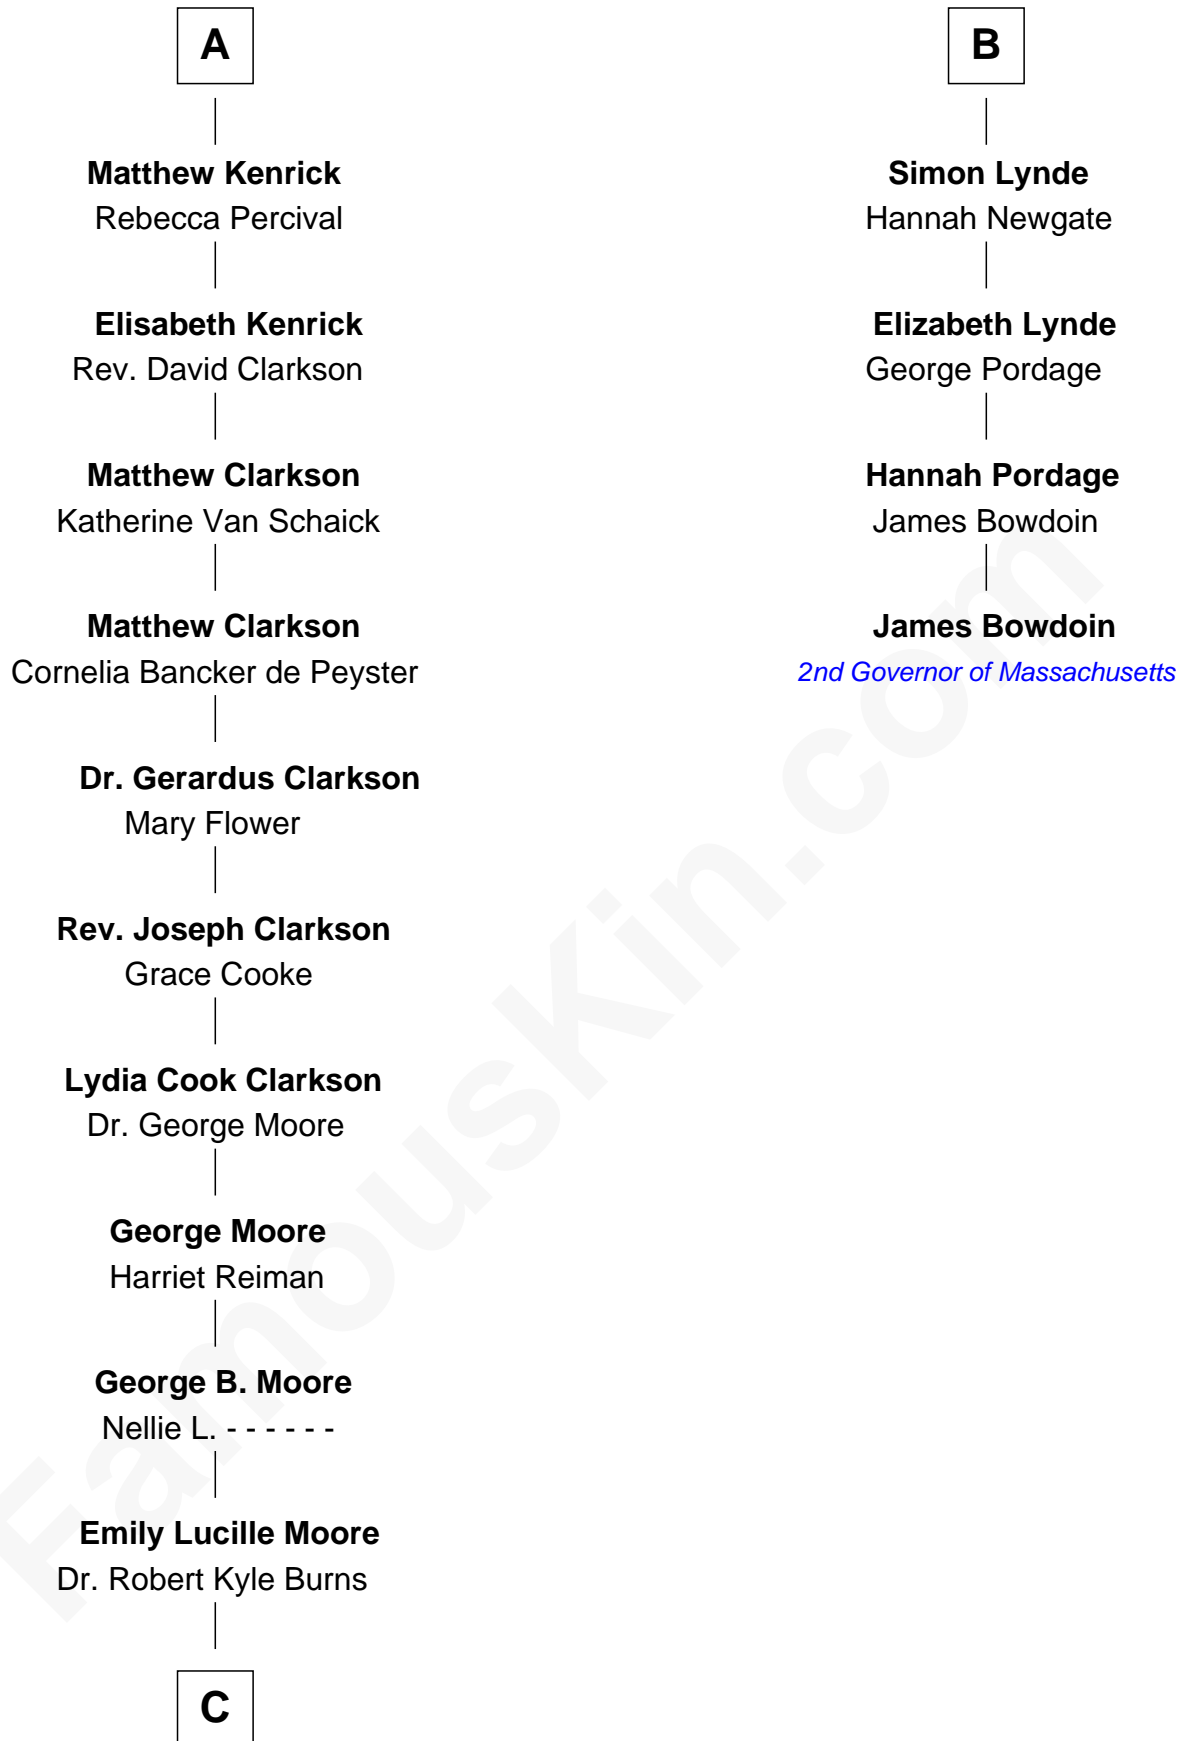 A
Matthew Kenrick
Rebecca Percival
Elisabeth Kenrick
Rev. David Clarkson
Matthew Clarkson
Katherine Van Schaick
Matthew Clarkson
Cornelia Bancker de Peyster
Dr. Gerardus Clarkson
Mary Flower
Rev. Joseph Clarkson
Grace Cooke
Lydia Cook Clarkson
Dr. George Moore
George Moore
Harriet Reiman
George B. Moore
Nellie L. - - - - - -
Emily Lucille Moore
Dr. Robert Kyle Burns
C
B
Simon Lynde
Hannah Newgate
Elizabeth Lynde
George Pordage
Hannah Pordage
James Bowdoin
James Bowdoin
2nd Governor of Massachusetts
FamousKin.com